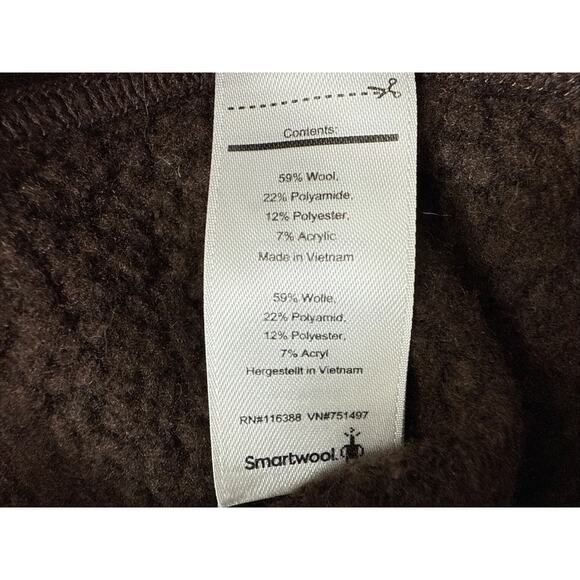 Contents:
59% Wool,
22% Polyamide,
12% Polyester,
7% Acrylic
Made in Vietnam
59% Wolle,
22% Polyamid,
12% Polyester,
7% Acryl
Hergestellt in Vietnam
RN#116388 VN#751497
Smartwool.